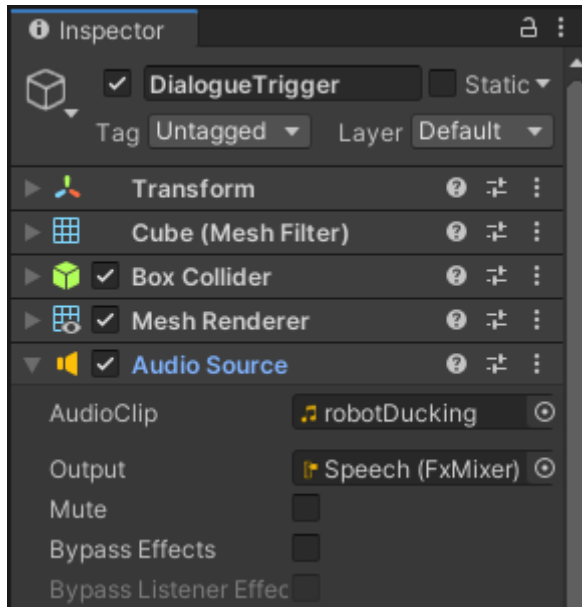 Inspector
DialogueTrigger Static
Tag Untagged Layer Default
Transform
Cube (Mesh Filter)
Box Collider
Mesh Renderer
Audio Source
AudioClip robotDucking
Output Speech (FxMixer)
Mute
Bypass Effects
Bypass Listener Effec